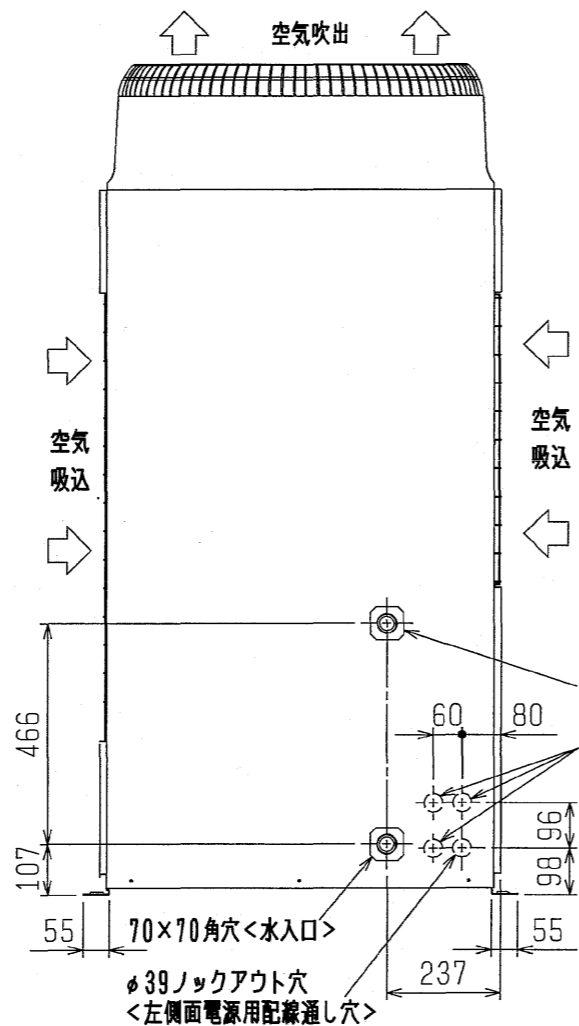 空気吹出
空気
吸込
空気
吸込
466
60
80
96
107
98
55
70×70角穴<水入口>
55
φ39ノックアウト穴
237
<左側面電源用配線通し穴>